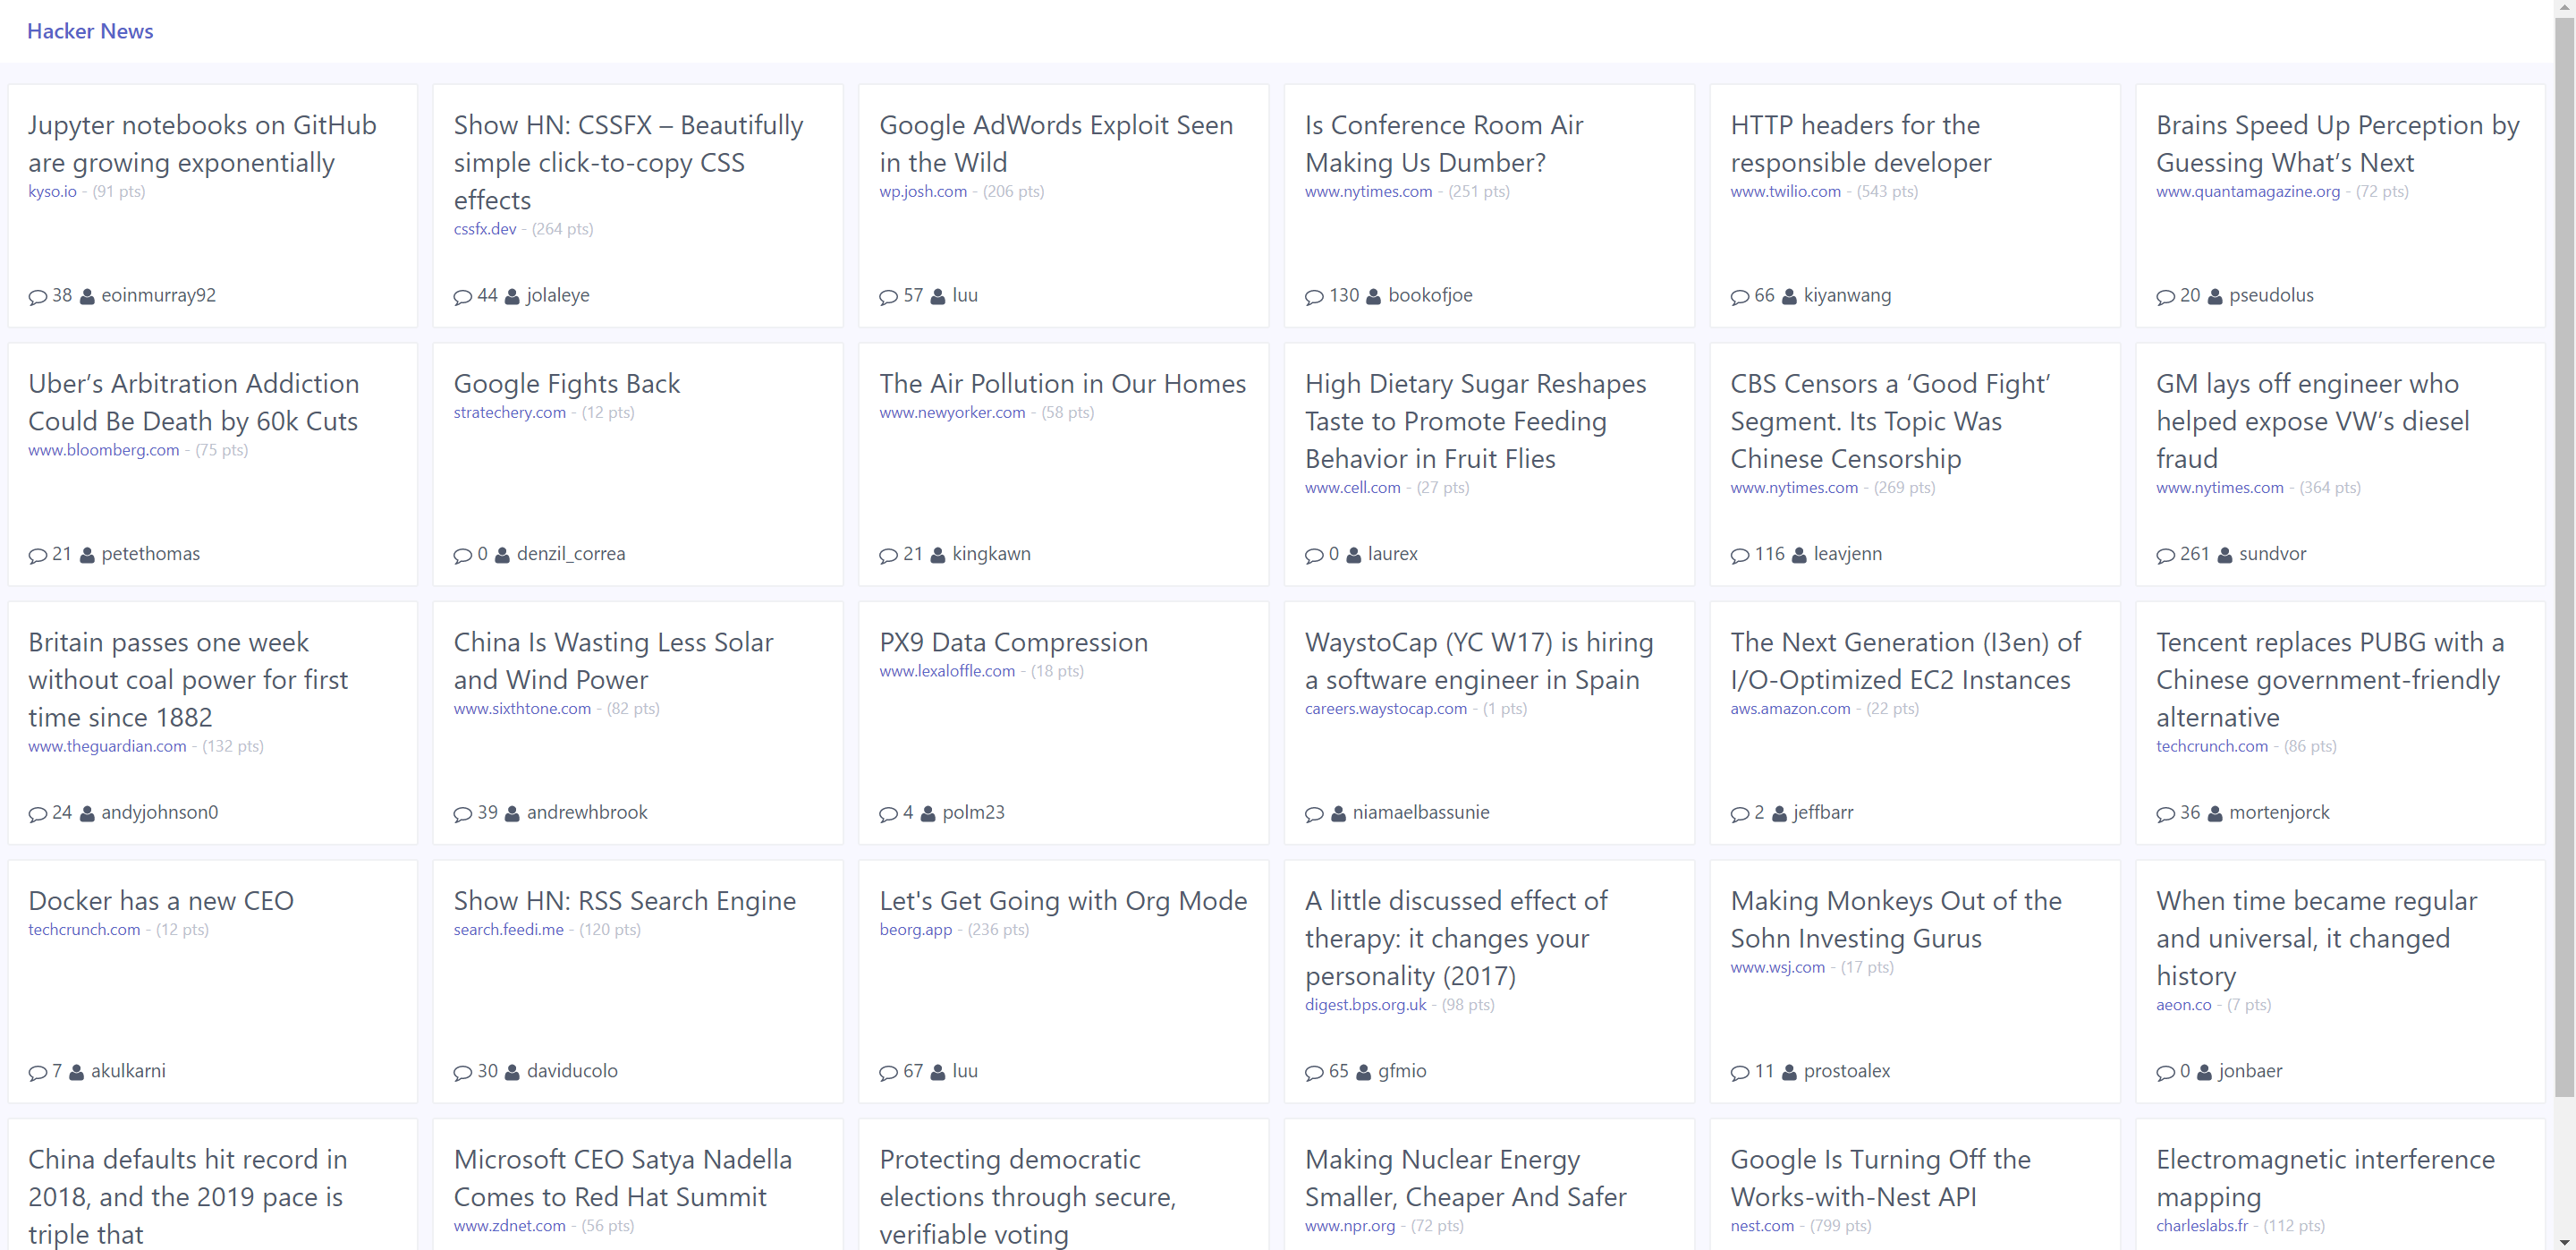 Hacker News
Jupyter notebooks on GitHub
are growing exponentially
kyso.io - (91 pts)
38 eoinmurray92
Show HN: CSSFX – Beautifully
simple click-to-copy CSS
effects
cssfx.dev - (264 pts)
44 jolaleye
Google AdWords Exploit Seen
in the Wild
wp.josh.com - (206 pts)
57 luu
Is Conference Room Air
Making Us Dumber?
www.nytimes.com - (251 pts)
130 bookofjoe
HTTP headers for the
responsible developer
www.twilio.com - (543 pts)
66 kiyanwang
Brains Speed Up Perception by
Guessing What’s Next
www.quantamagazine.org - (72 pts)
20 pseudolus
Uber’s Arbitration Addiction
Could Be Death by 60k Cuts
www.bloomberg.com - (75 pts)
21 petethomas
Google Fights Back
stratechery.com - (12 pts)
0 denzil_correa
The Air Pollution in Our Homes
www.newyorker.com - (58 pts)
21 kingkawn
High Dietary Sugar Reshapes
Taste to Promote Feeding
Behavior in Fruit Flies
www.cell.com - (27 pts)
0 laurex
CBS Censors a ‘Good Fight’
Segment. Its Topic Was
Chinese Censorship
www.nytimes.com - (269 pts)
116 leavjenn
GM lays off engineer who
helped expose VW’s diesel
fraud
www.nytimes.com - (364 pts)
261 sundvor
Britain passes one week
without coal power for first
time since 1882
www.theguardian.com - (132 pts)
24 andyjohnson0
China Is Wasting Less Solar
and Wind Power
www.sixthtone.com - (82 pts)
39 andrewhbrook
PX9 Data Compression
www.lexaloffle.com - (18 pts)
4 polm23
WaystoCap (YC W17) is hiring
a software engineer in Spain
careers.waystocap.com - (1 pts)
niamaelbassunie
The Next Generation (I3en) of
I/O-Optimized EC2 Instances
aws.amazon.com - (22 pts)
2 jeffbarr
Tencent replaces PUBG with a
Chinese government-friendly
alternative
techcrunch.com - (86 pts)
36 mortenjorck
Docker has a new CEO
techcrunch.com - (12 pts)
7 akulkarni
Show HN: RSS Search Engine
search.feedi.me - (120 pts)
30 daviducolo
Let's Get Going with Org Mode
beorg.app - (236 pts)
67 luu
A little discussed effect of
therapy: it changes your
personality (2017)
digest.bps.org.uk - (98 pts)
65 gfmio
Making Monkeys Out of the
Sohn Investing Gurus
www.wsj.com - (17 pts)
11 prostoalex
When time became regular
and universal, it changed
history
aeon.co - (7 pts)
0 jonbaer
China defaults hit record in
2018, and the 2019 pace is
triple that
Microsoft CEO Satya Nadella
Comes to Red Hat Summit
www.zdnet.com - (56 pts)
Protecting democratic
elections through secure,
verifiable voting
Making Nuclear Energy
Smaller, Cheaper And Safer
www.npr.org - (72 pts)
Google Is Turning Off the
Works-with-Nest API
nest.com - (799 pts)
Electromagnetic interference
mapping
charleslabs.fr - (112 pts)